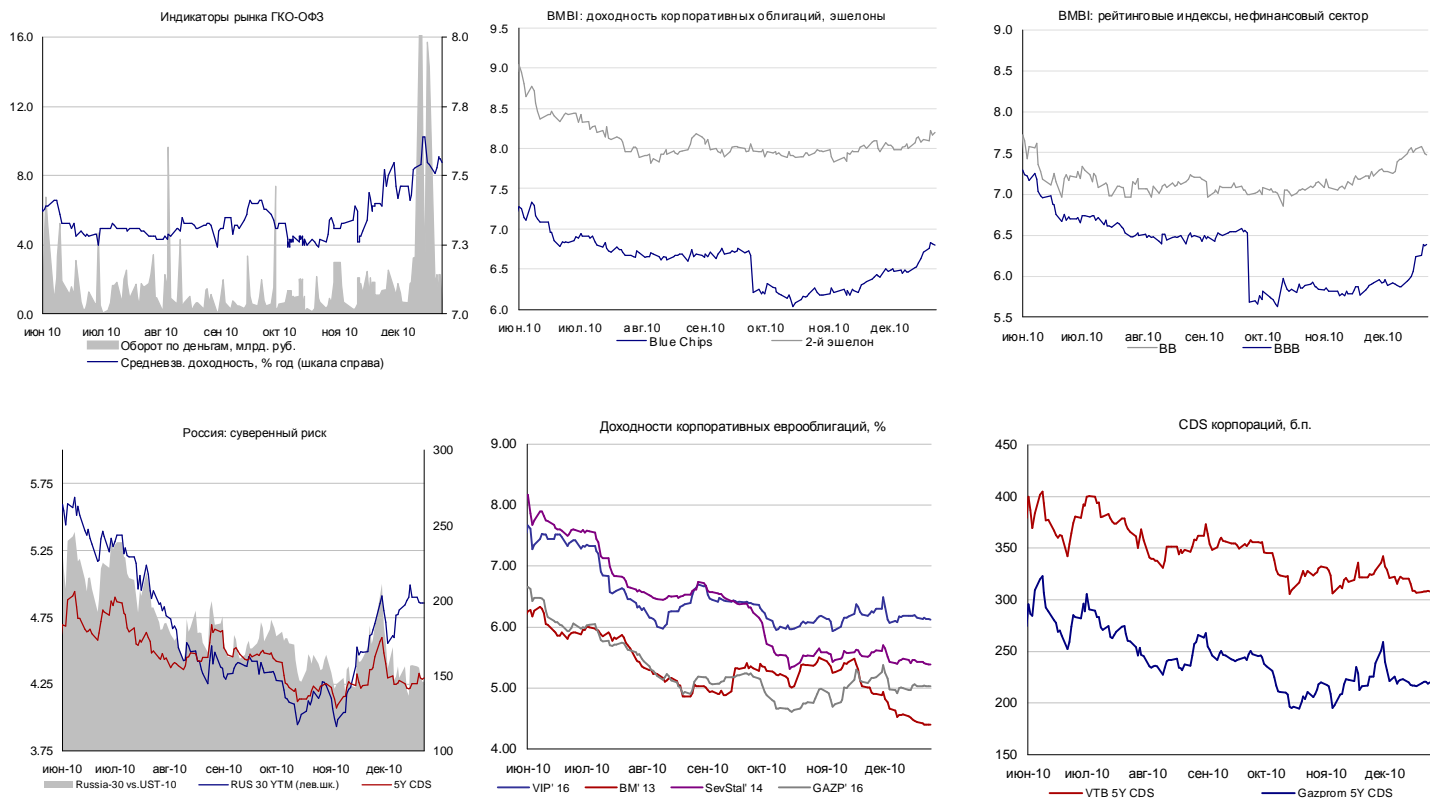 Индикаторы рынка ГКО-ОФЗ
16.0
12.0
8.0
4.0
0.0
8.0
7.8
7.5
7.3
7.0
июн 10 июл 10 авг 10 сен 10 окт 10 ноя 10 дек 10
Оборот по деньгам, млрд. руб.
Средневзв. доходность, % год (шкала справа)
BMBI: доходность корпоративных облигаций, эшелоны
9.5
9.0
8.5
8.0
7.5
7.0
6.5
6.0
июн.10 июл.10 авг.10 сен.10 окт.10 ноя.10 дек.10
Blue Chips 2-й эшелон
BMBI: рейтинговые индексы, нефинансовый сектор
9.0
8.5
8.0
7.5
7.0
6.5
6.0
5.5
июн.10 июл.10 авг.10 сен.10 окт.10 ноя.10 дек.10
BB BBB
Россия: суверенный риск
5.75
5.25
4.75
4.25
3.75
300
250
200
150
100
июн-10 июл-10 авг-10 сен-10 окт-10 ноя-10 дек-10
Russia-30 vs.UST-10 RUS 30 YTM (лев.шк.) 5Y CDS
Доходности корпоративных еврооблигаций, %
9.00
8.00
7.00
6.00
5.00
4.00
июн-10 июл-10 авг-10 сен-10 окт-10 ноя-10 дек-10
VIP' 16 BM' 13 SevStal' 14 GAZP' 16
CDS корпораций, б.п.
450
400
350
300
250
200
150
июн-10 июл-10 авг-10 сен-10 окт-10 ноя-10 дек-10
VTB 5Y CDS Gazprom 5Y CDS